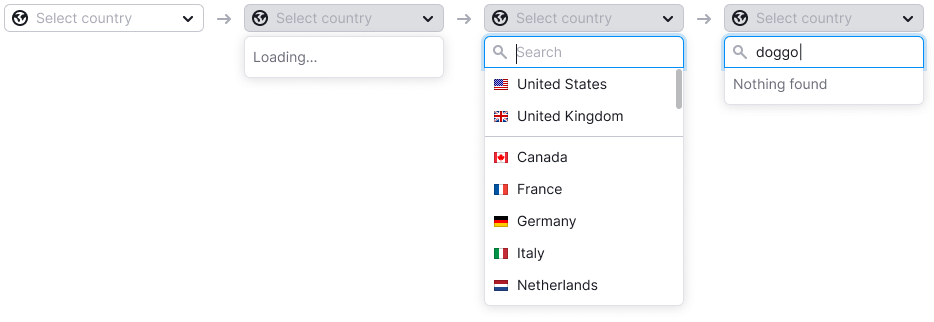 Select country
Select country
Loading...
Select country
Search
United States
United Kingdom
Canada
France
Germany
Italy
Netherlands
Select country
doggo
Nothing found